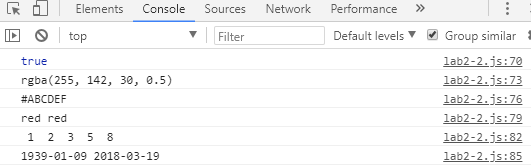 Elements Console Sources Network Performance »
top Filter Default levels Group similar
true lab2-2.js:70
rgba(255, 142, 30, 0.5) lab2-2.js:73
#ABCDEF lab2-2.js:76
red red lab2-2.js:79
1 2 3 5 8 lab2-2.js:82
1939-01-09 2018-03-19 lab2-2.js:85